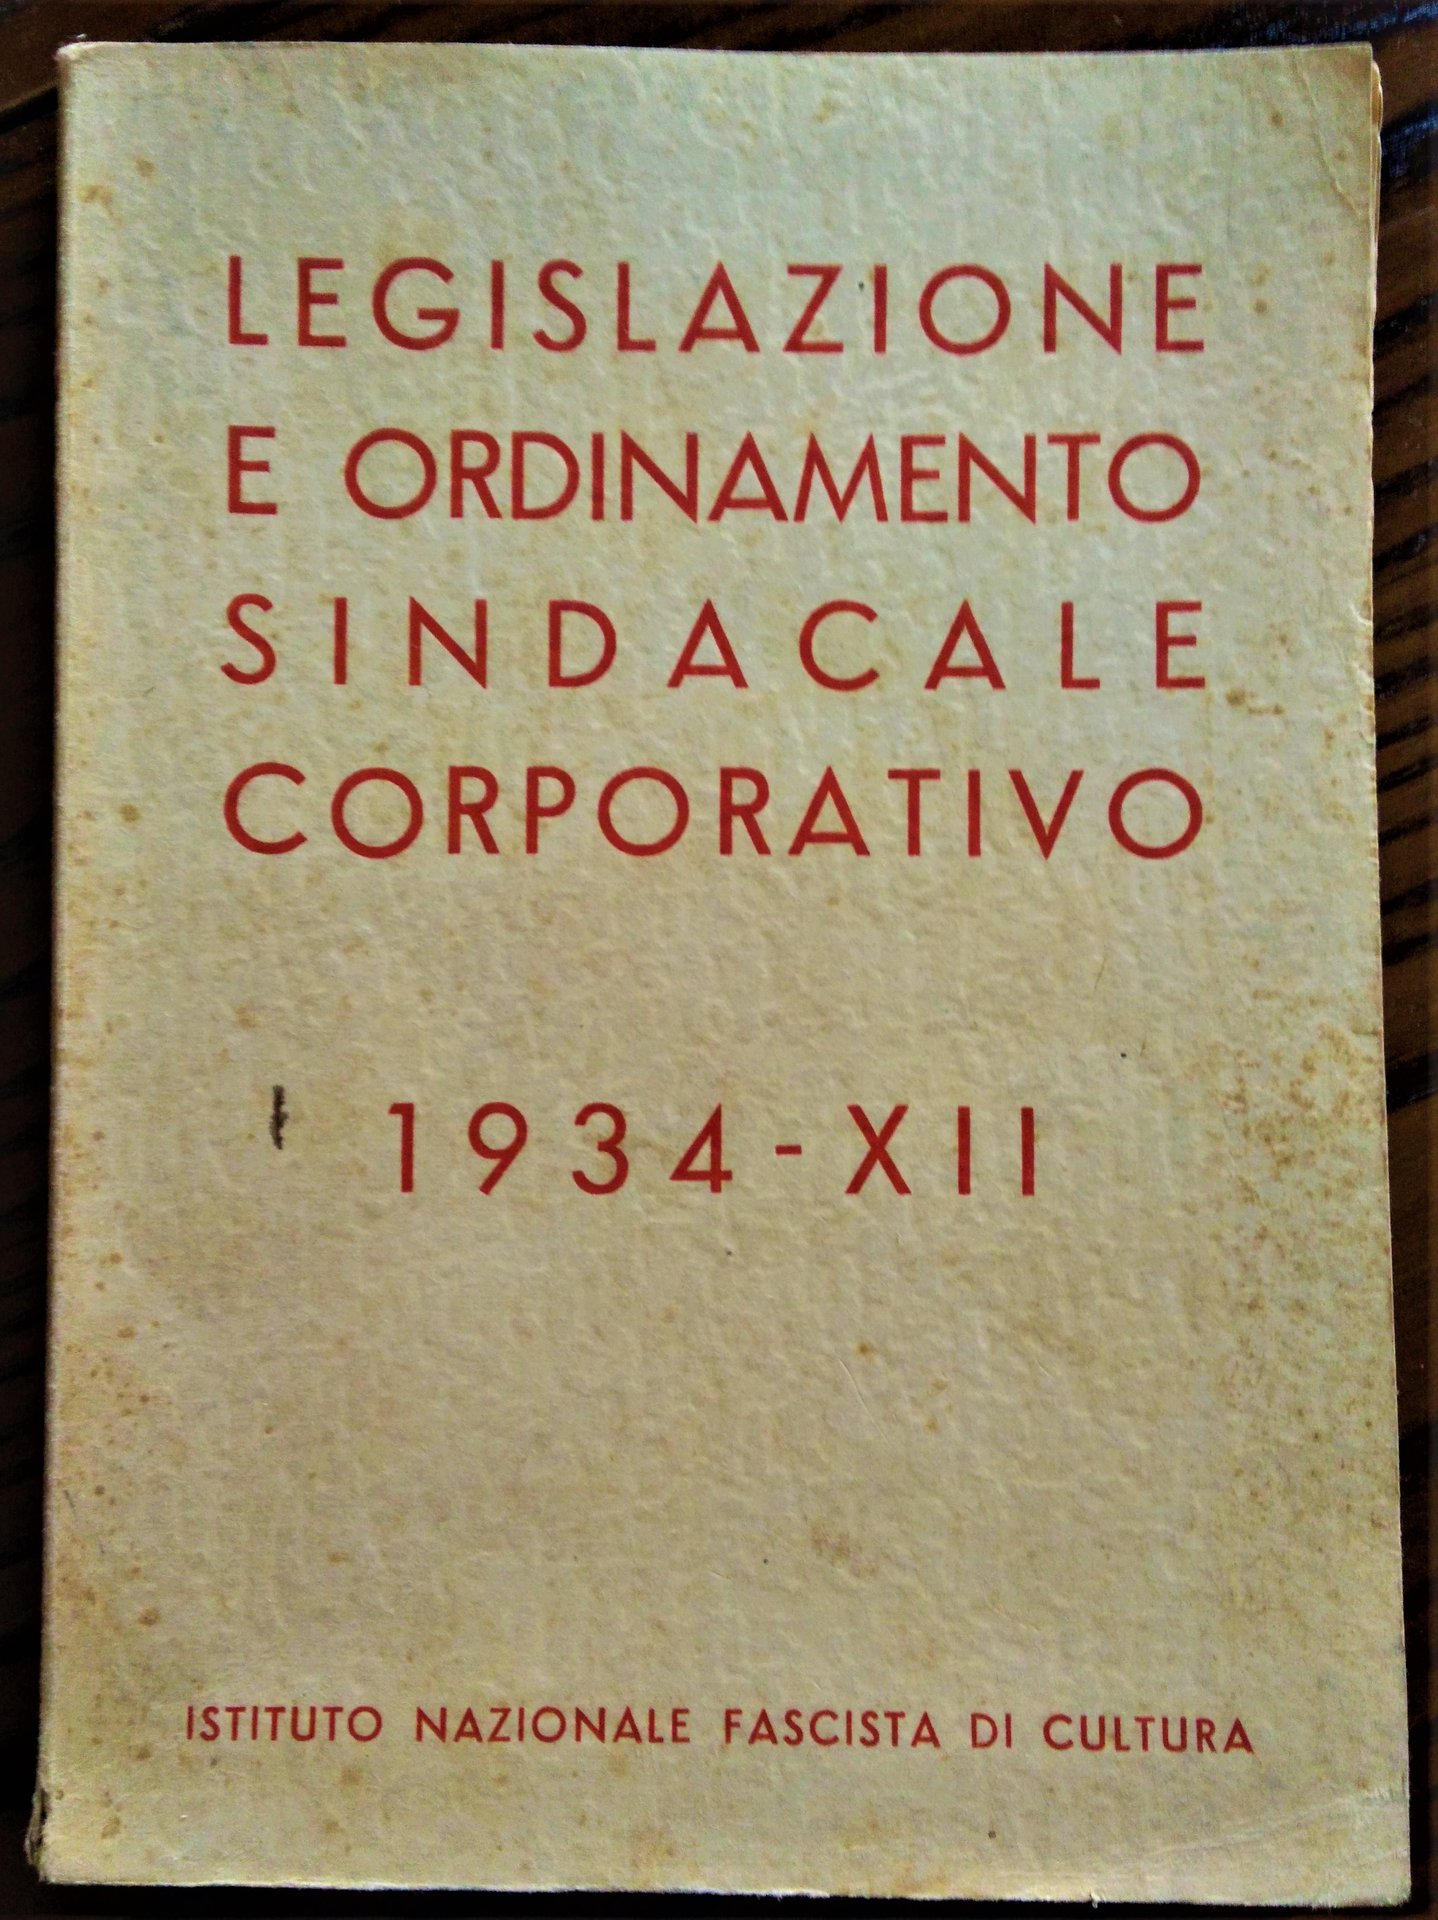 LEGISLAZIONE
E ORDINAMENTO
SINDACALE
CORPORATIVO
1934-XII
ISTITUTO NAZIONALE FASCISTA DI CULTURA